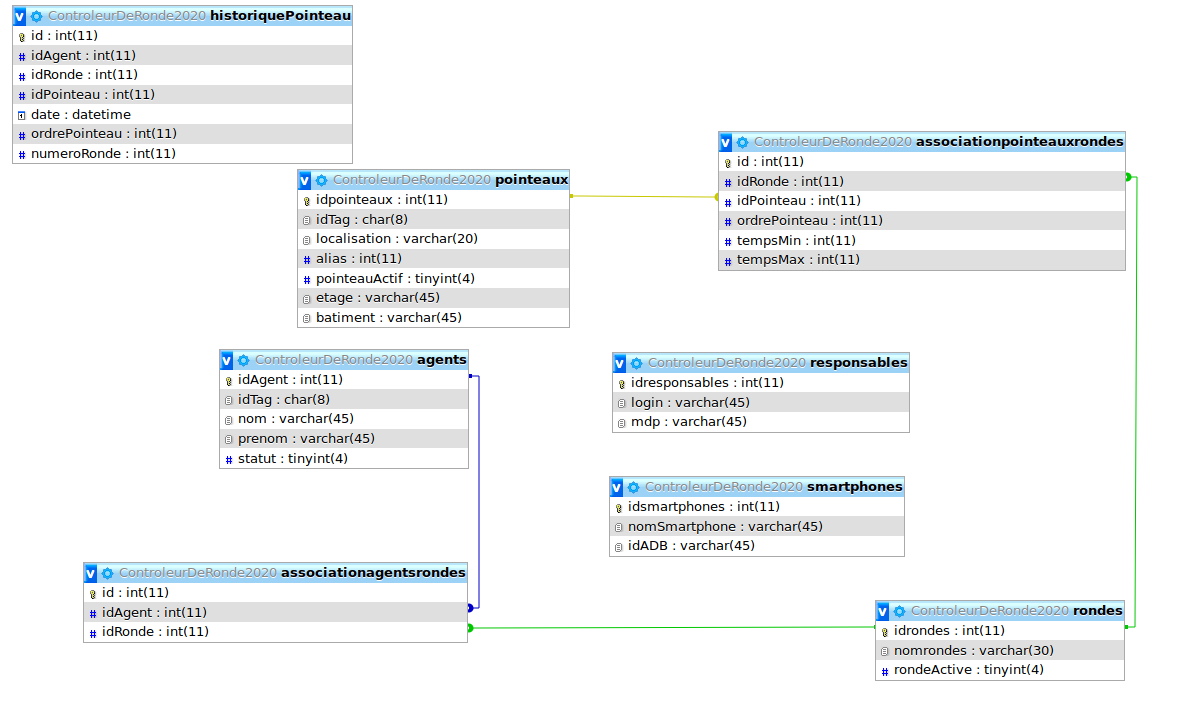 v ControleurDeRonde2020 historiquePointeau
id : int(11)
# idAgent : int(11)
# idRonde : int(11)
# idPointeau : int(11)
date : datetime
# ordrePointeau : int(11)
# numeroRonde : int(11)
v ControleurDeRonde2020 associationpointeauxrondes
id : int(11)
# idRonde : int(11)
# idPointeau : int(11)
# ordrePointeau : int(11)
# tempsMin : int(11)
# tempsMax : int(11)
v ControleurDeRonde2020 pointeaux
idpointeaux : int(11)
idTag : char(8)
localisation : varchar(20)
# alias : int(11)
# pointeauActif : tinyint(4)
etage : varchar(45)
batiment : varchar(45)
v ControleurDeRonde2020 agents
idAgent : int(11)
idTag : char(8)
nom : varchar(45)
prenom : varchar(45)
# statut : tinyint(4)
v ControleurDeRonde2020 responsables
idresponsables : int(11)
login : varchar(45)
mdp : varchar(45)
v ControleurDeRonde2020 smartphones
idsmartphones : int(11)
nomSmartphone : varchar(45)
idADB : varchar(45)
v ControleurDeRonde2020 associationagentsrondes
id : int(11)
# idAgent : int(11)
# idRonde : int(11)
v ControleurDeRonde2020 rondes
idrondes : int(11)
nomrondes : varchar(30)
# rondeActive : tinyint(4)